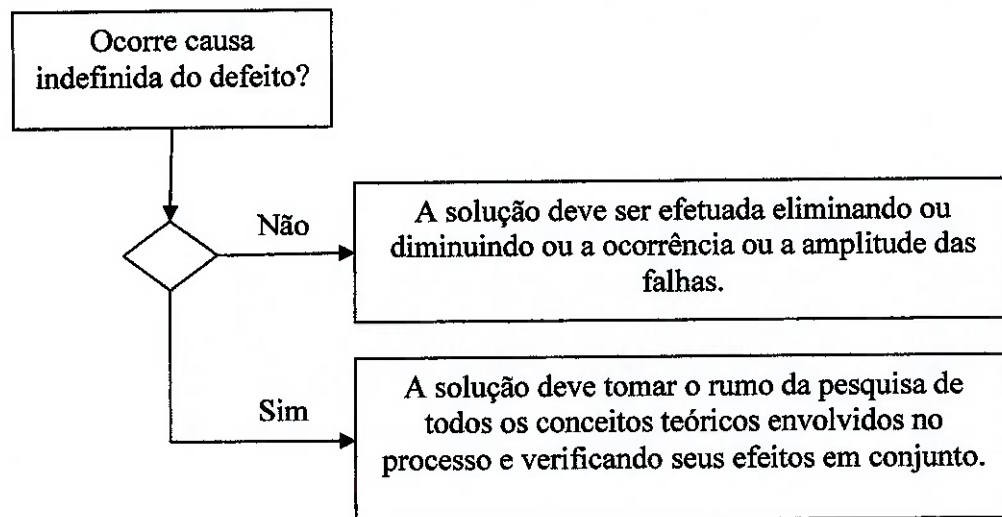 Ocorre causa
indefinida do defeito?
Não
A solução deve ser efetuada eliminando ou
diminuindo ou a ocorrência ou a amplitude das
falhas.
Sim
A solução deve tomar o rumo da pesquisa de
todos os conceitos teóricos envolvidos no
processo e verificando seus efeitos em conjunto.